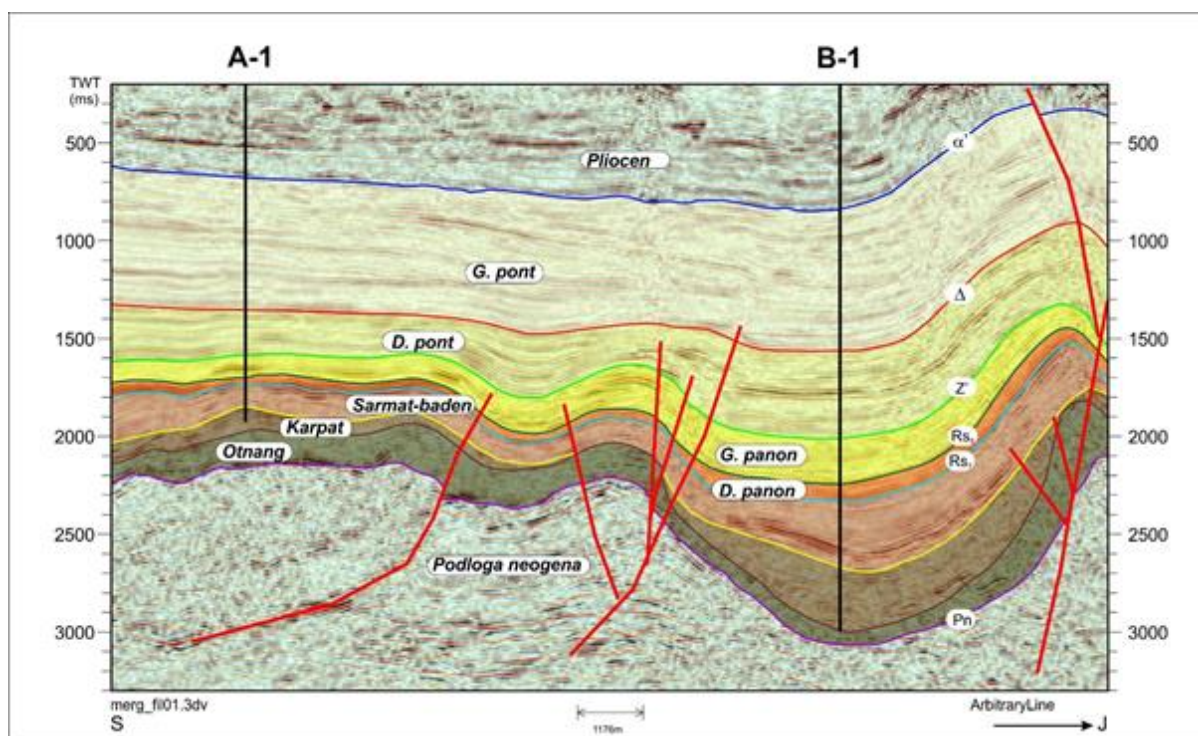 A-1
B-1
TWT
(ms)
500
1000
1500
2000
2500
3000
500
1000
1500
2000
2500
3000
Pliocen
α'
G. pont
Δ
D. pont
Z'
Sarmat-baden
Karpat
Otnang
G. panon
Rs,
D. panon
Rs,
Podloga neogena
Pn
merg_fil01.3dv
ArbitraryLine
S
1176m
J